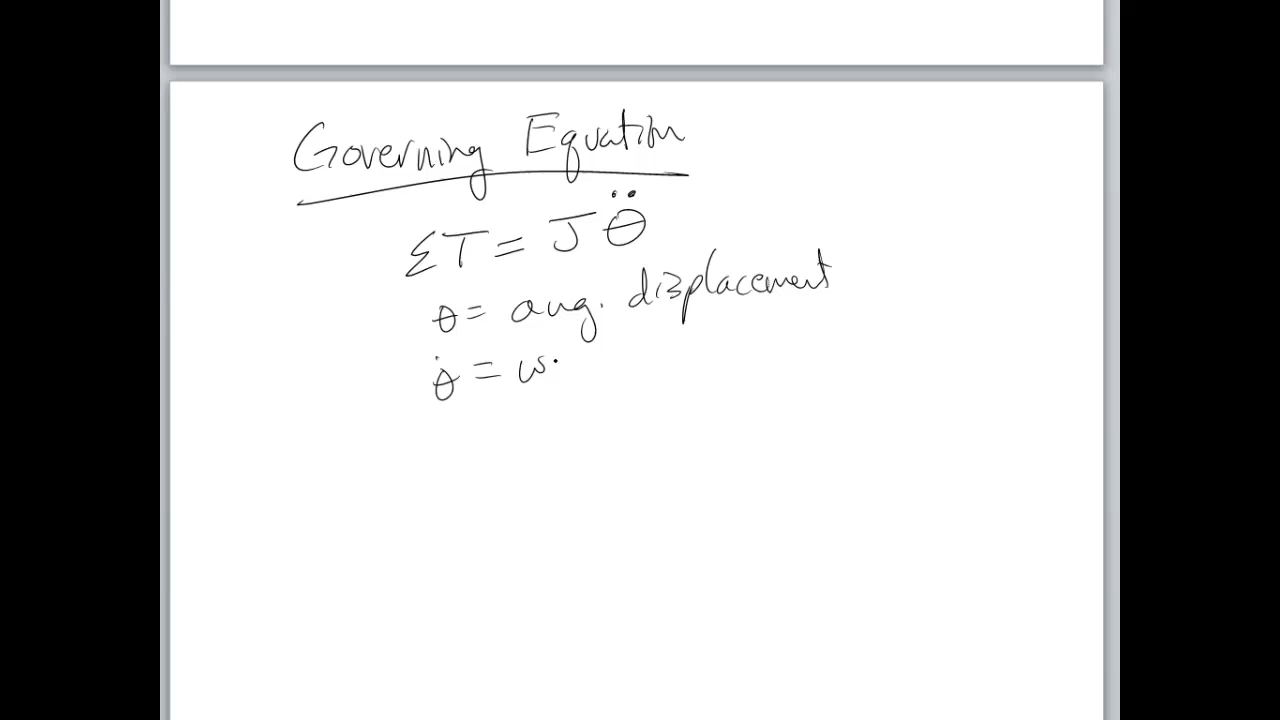 Governing Equation
ΣT = Jθ̈
θ = ang. displacement
θ̇ = ω